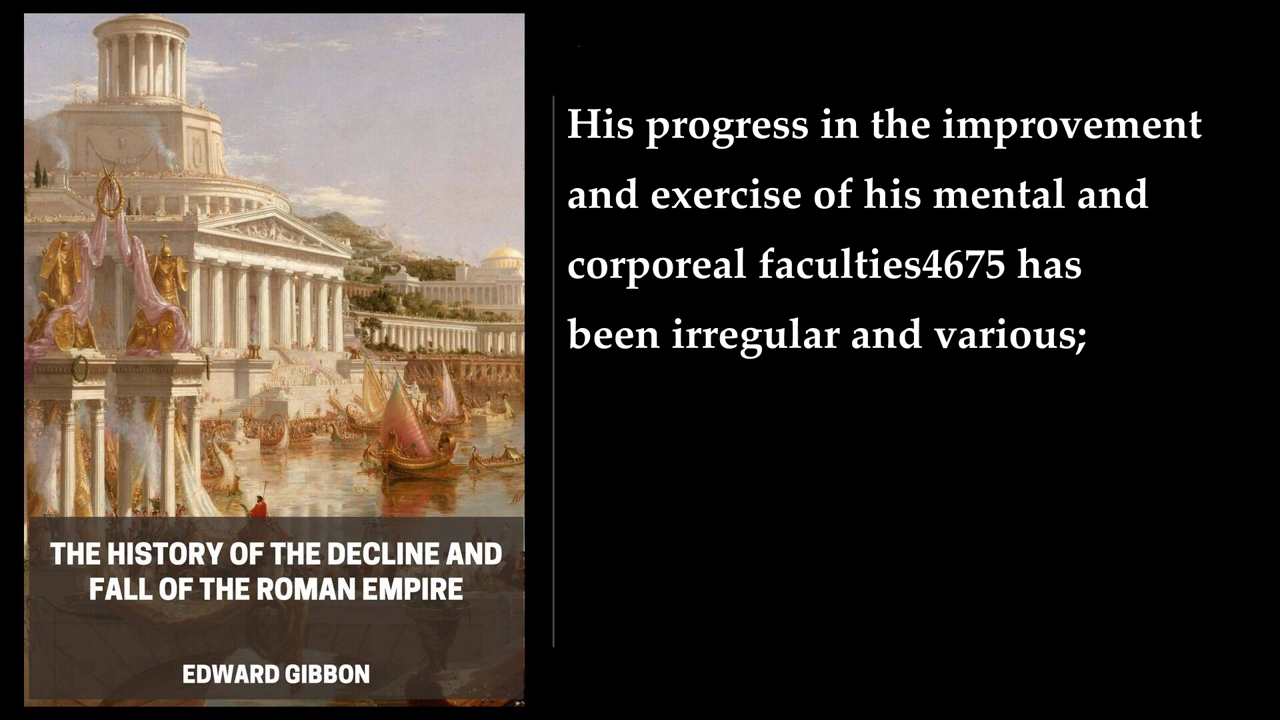 His progress in the improvement
and exercise of his mental and
corporeal faculties4675 has
been irregular and various;
THE HISTORY OF THE DECLINE AND
FALL OF THE ROMAN EMPIRE
EDWARD GIBBON